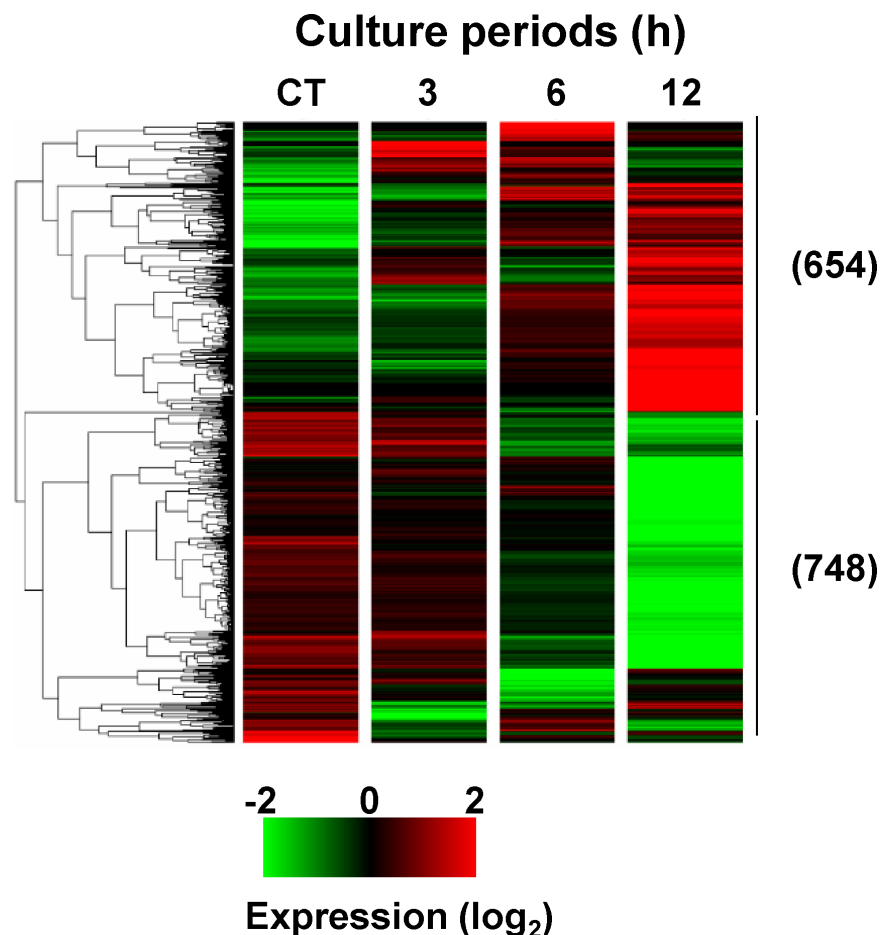 Culture periods (h)
CT 3 6 12
(654)
(748)
-2 0 2
Expression (log₂)